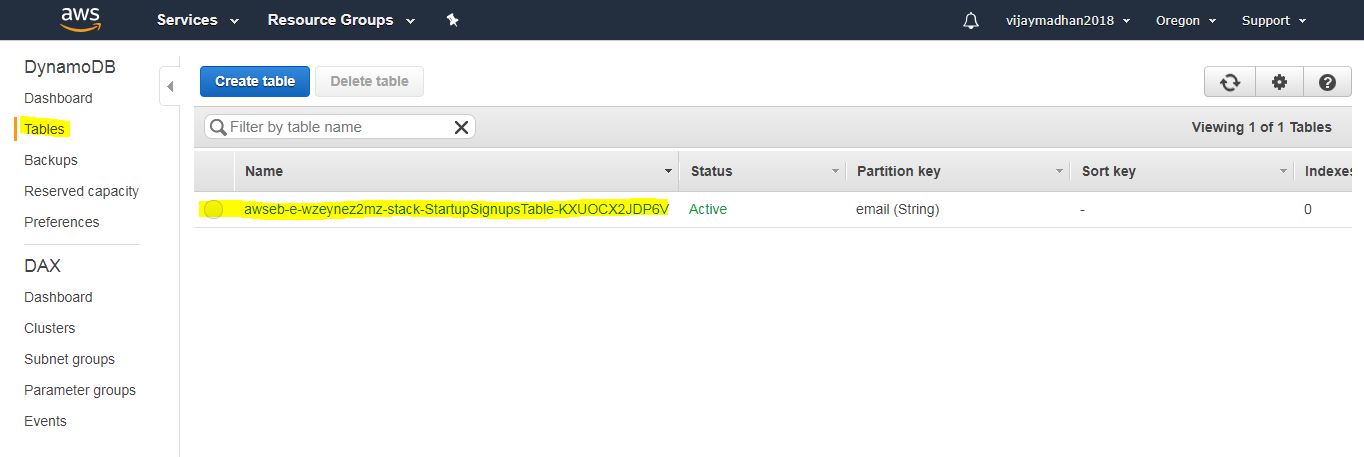 aws Services Resource Groups vijaymadhan2018 Oregon Support
DynamoDB
Dashboard
Tables
Backups
Reserved capacity
Preferences
DAX
Dashboard
Clusters
Subnet groups
Parameter groups
Events
Create table Delete table
Filter by table name Viewing 1 of 1 Tables
Name Status Partition key Sort key Indexes
awseb-e-wzeynez2mz-stack-StartupSignupsTable-KXUOCX2JDP6V Active email (String) - 0